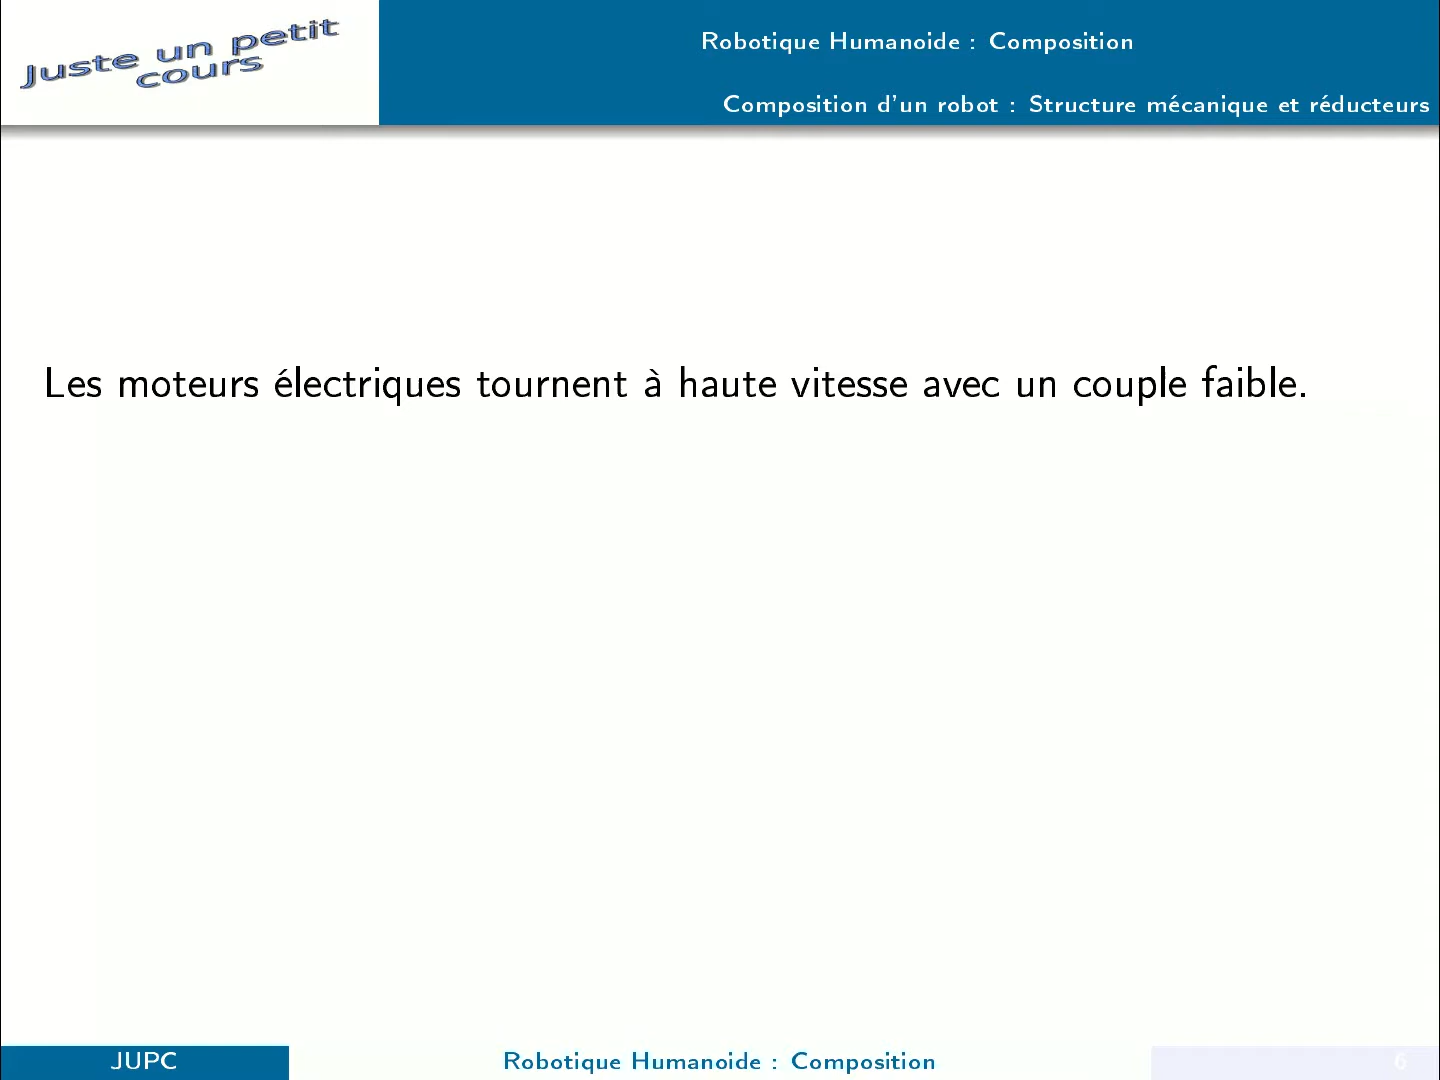 Juste un petit
cours
Robotique Humanoide : Composition
Composition d'un robot : Structure mécanique et réducteurs
Les moteurs électriques tournent à haute vitesse avec un couple faible.
JUPC
Robotique Humanoide : Composition
6